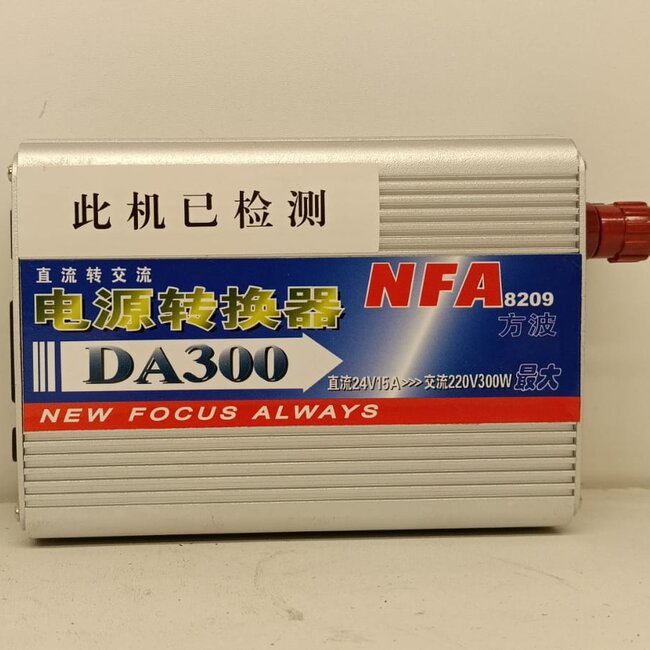 此机已检测
直流转交流
电源转换器
NFA 8209
方波
DA300
直流24V15A>>>交流220V300W 最大
NEW FOCUS ALWAYS